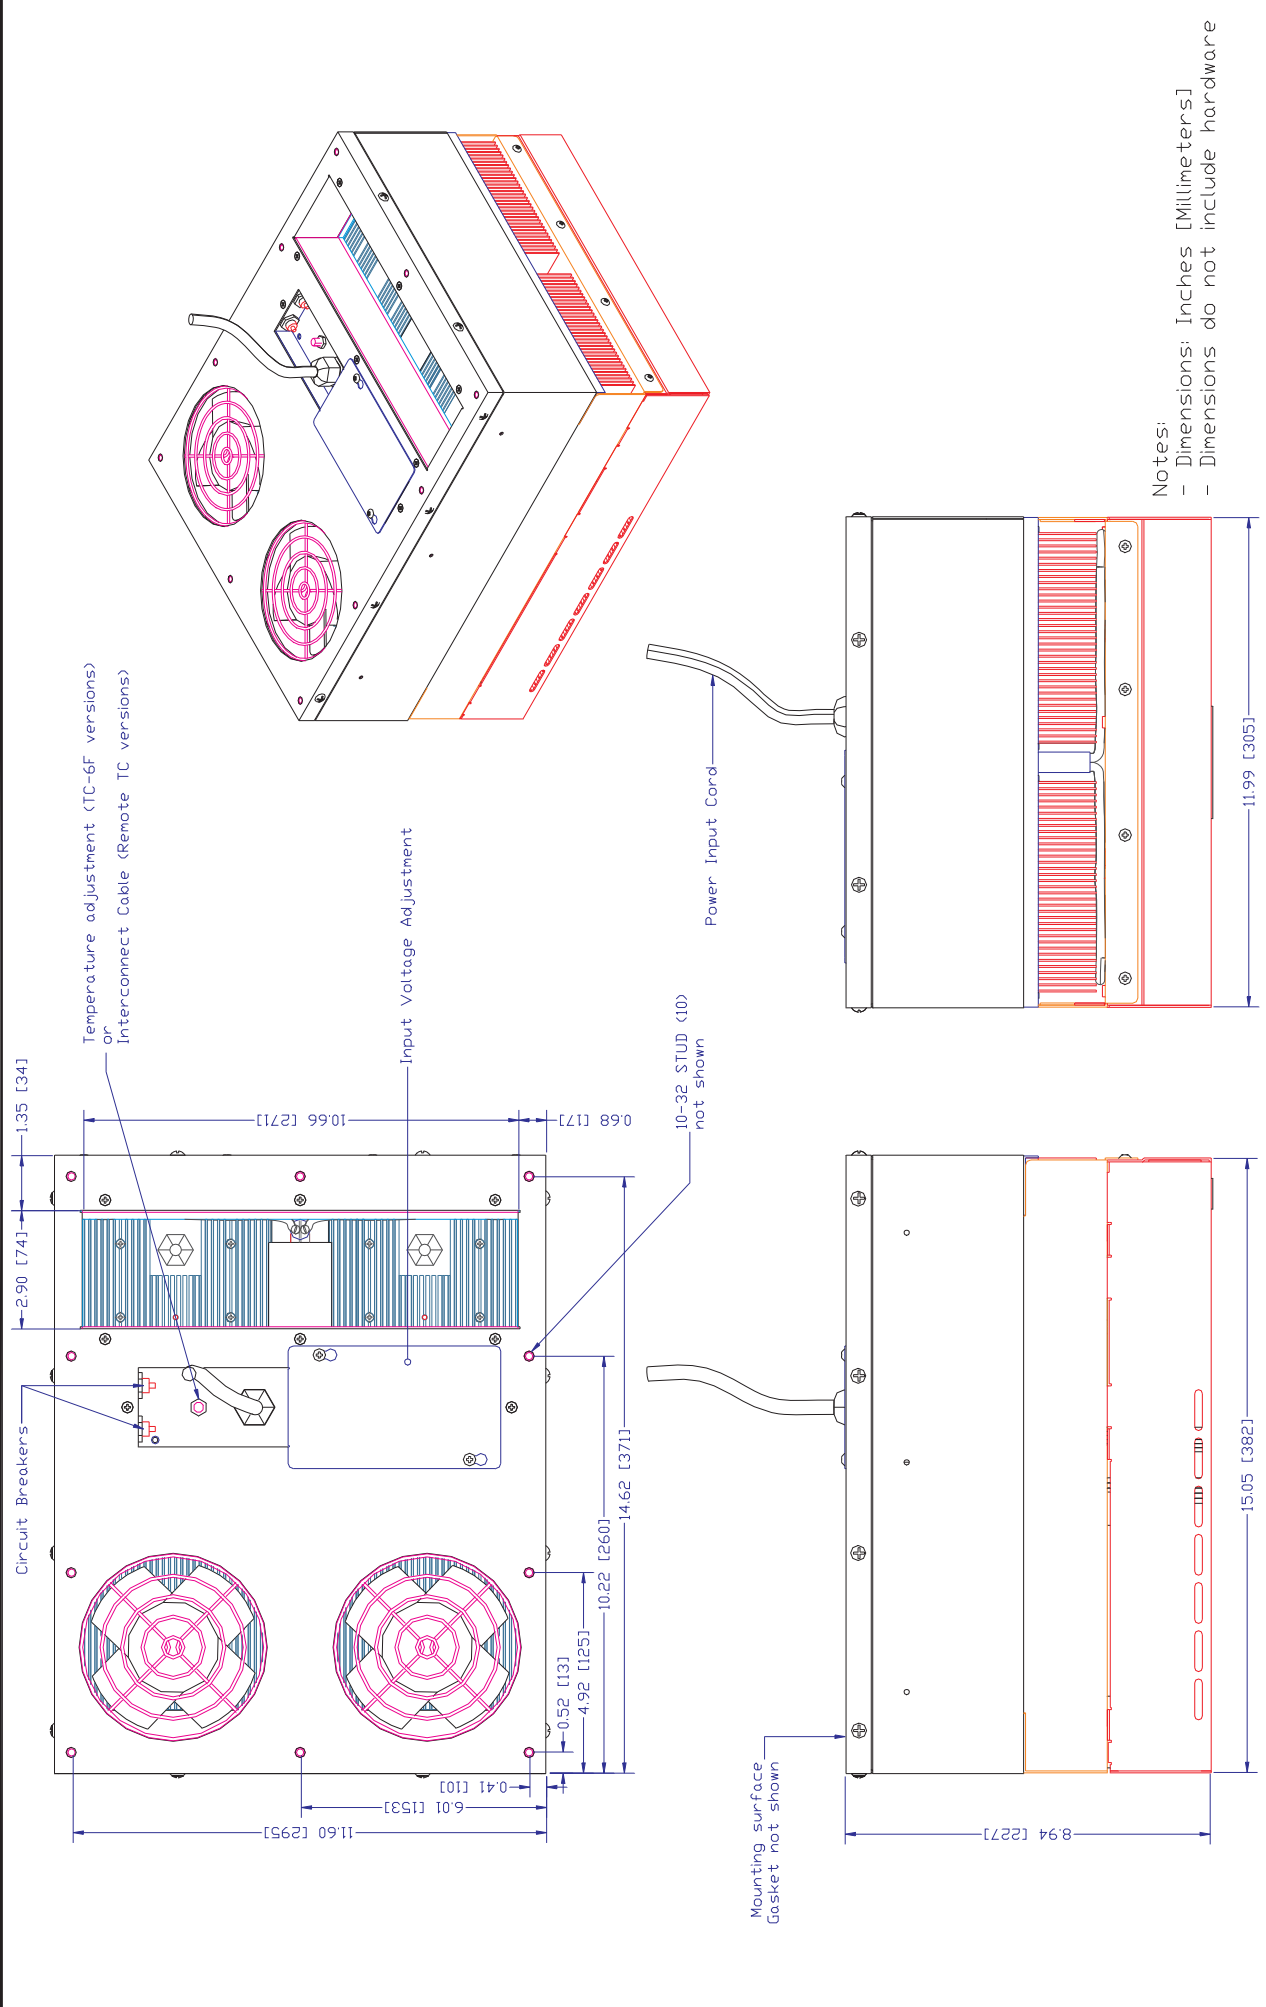 Circuit Breakers
2.90 [74]
1.35 [34]
Temperature adjustment (TC-6F versions)
or
Interconnect Cable (Remote TC versions)
10.66 [271]
0.68 [17]
Input Voltage Adjustment
10-32 STUD (10)
not shown
11.60 [295]
6.01 [153]
0.41 [10]
0.52 [13]
4.92 [125]
10.22 [260]
14.62 [371]
Power Input Cord
Mounting surface
Gasket not shown
8.94 [227]
15.05 [382]
11.99 [305]
Notes:
- Dimensions: Inches [Millimeters]
- Dimensions do not include hardware